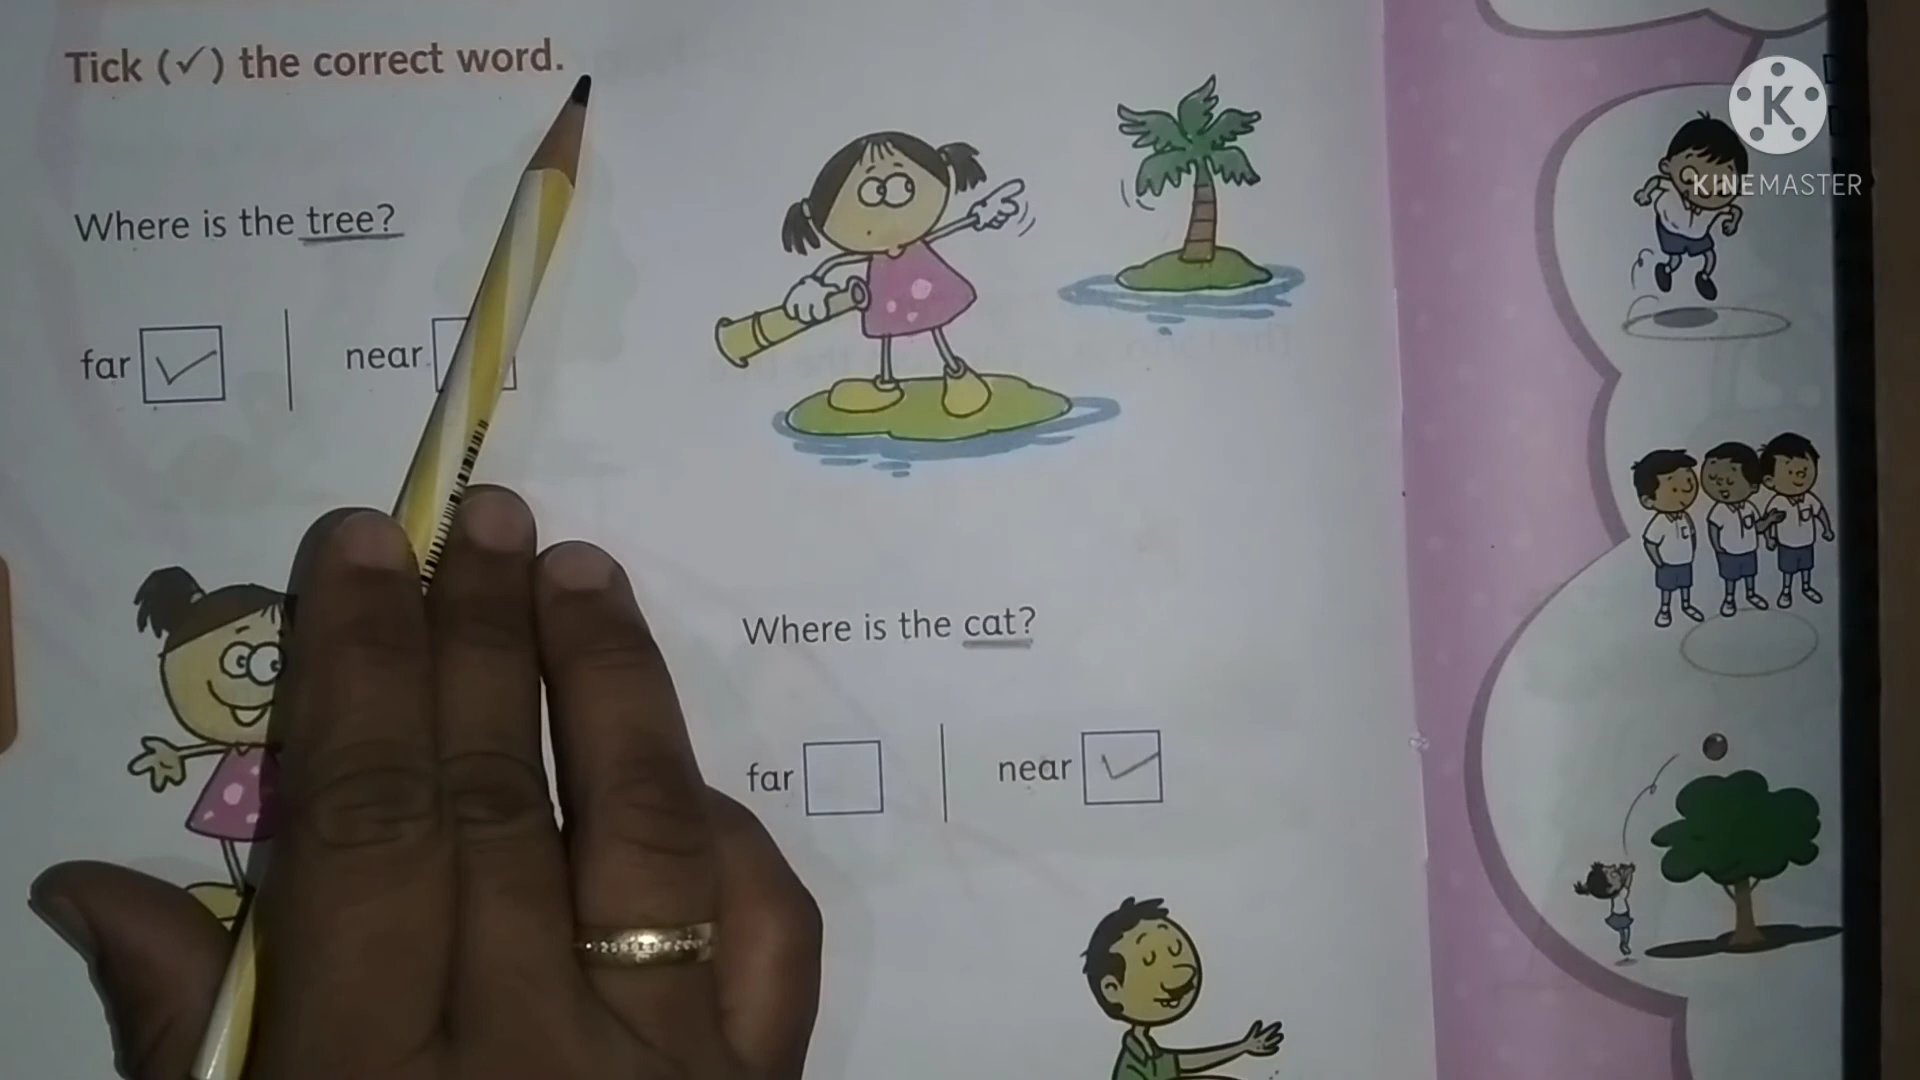 Tick (✓) the correct word.
Where is the tree?
far
near
Where is the cat?
far
near
K
KINEMASTER